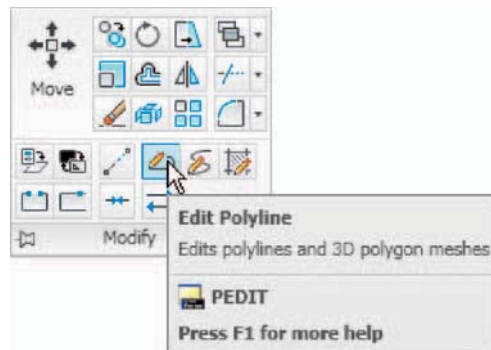 Move
Modify
Edit Polyline
Edits polylines and 3D polygon meshes
PEDIT
Press F1 for more help